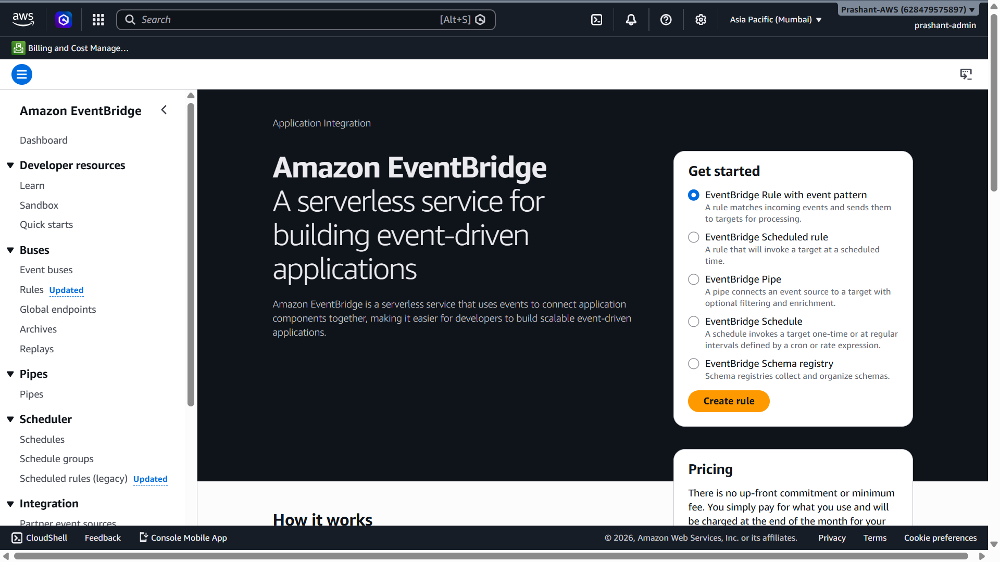 aws
Search
[Alt+S]
Asia Pacific (Mumbai)
Prashant-AWS (628479575897)
prashant-admin
Billing and Cost Manage...
Amazon EventBridge
Dashboard
Developer resources
Learn
Sandbox
Quick starts
Buses
Event buses
Rules Updated
Global endpoints
Archives
Replays
Pipes
Pipes
Scheduler
Schedules
Schedule groups
Scheduled rules (legacy) Updated
Integration
Partner event sources
Application Integration
Amazon EventBridge
A serverless service for
building event-driven
applications
Amazon EventBridge is a serverless service that uses events to connect application
components together, making it easier for developers to build scalable event-driven
applications.
Get started
EventBridge Rule with event pattern
A rule matches incoming events and sends them
to targets for processing.
EventBridge Scheduled rule
A rule that will invoke a target at a scheduled
time.
EventBridge Pipe
A pipe connects an event source to a target with
optional filtering and enrichment.
EventBridge Schedule
A schedule invokes a target one-time or at regular
intervals defined by a cron or rate expression.
EventBridge Schema registry
Schema registries collect and organize schemas.
Create rule
Pricing
There is no up-front commitment or minimum
fee. You simply pay for what you use and will
be charged at the end of the month for your
How it works
CloudShell
Feedback
Console Mobile App
© 2026, Amazon Web Services, Inc. or its affiliates.
Privacy
Terms
Cookie preferences